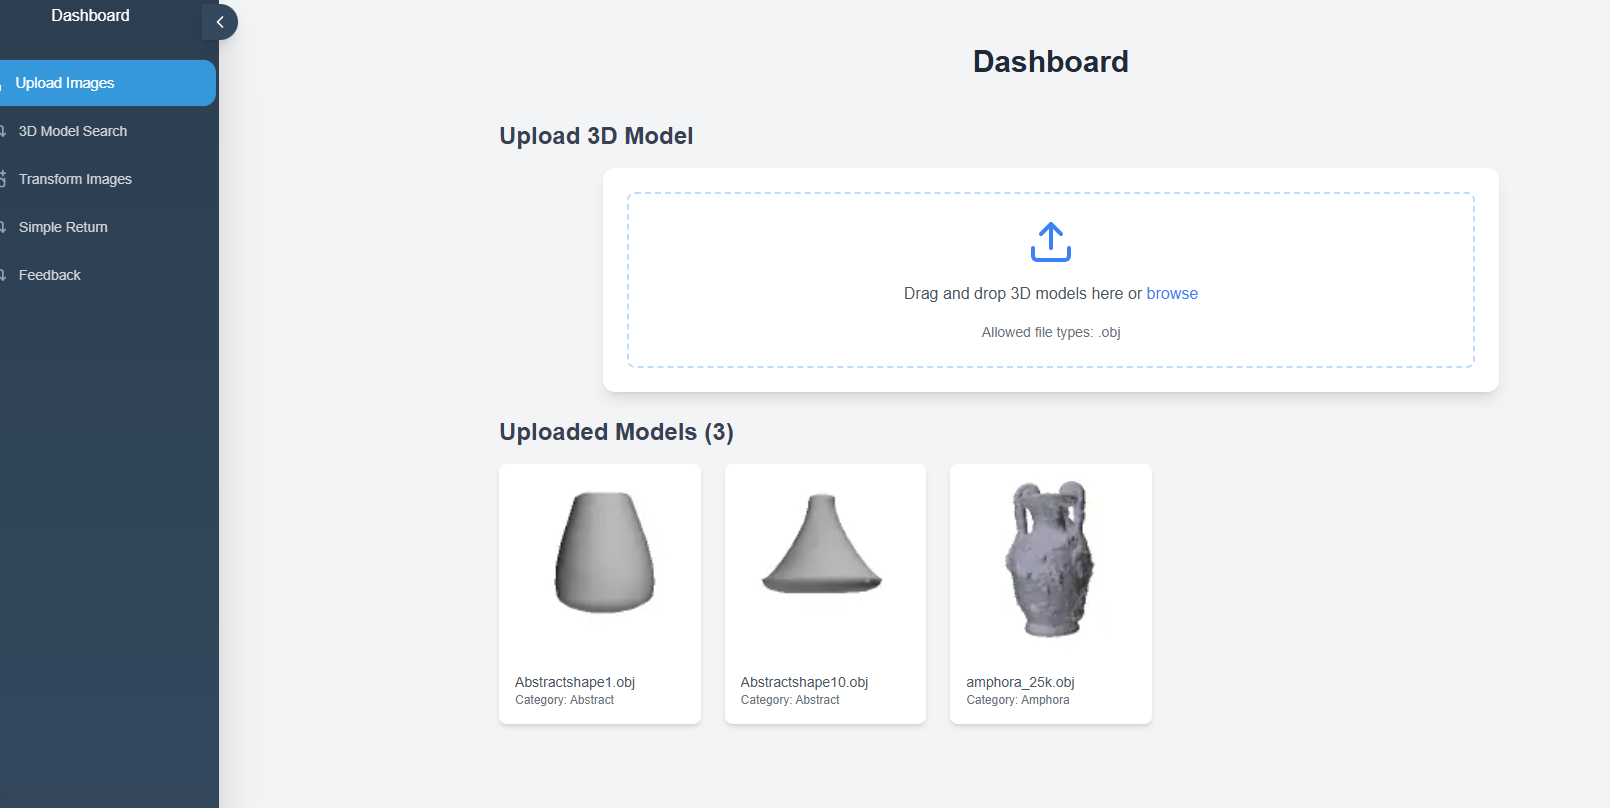 Dashboard
Upload Images
3D Model Search
Transform Images
Simple Return
Feedback
Dashboard
Upload 3D Model
Drag and drop 3D models here or browse
Allowed file types: .obj
Uploaded Models (3)
Abstractshape1.obj
Category: Abstract
Abstractshape10.obj
Category: Abstract
amphora_25k.obj
Category: Amphora